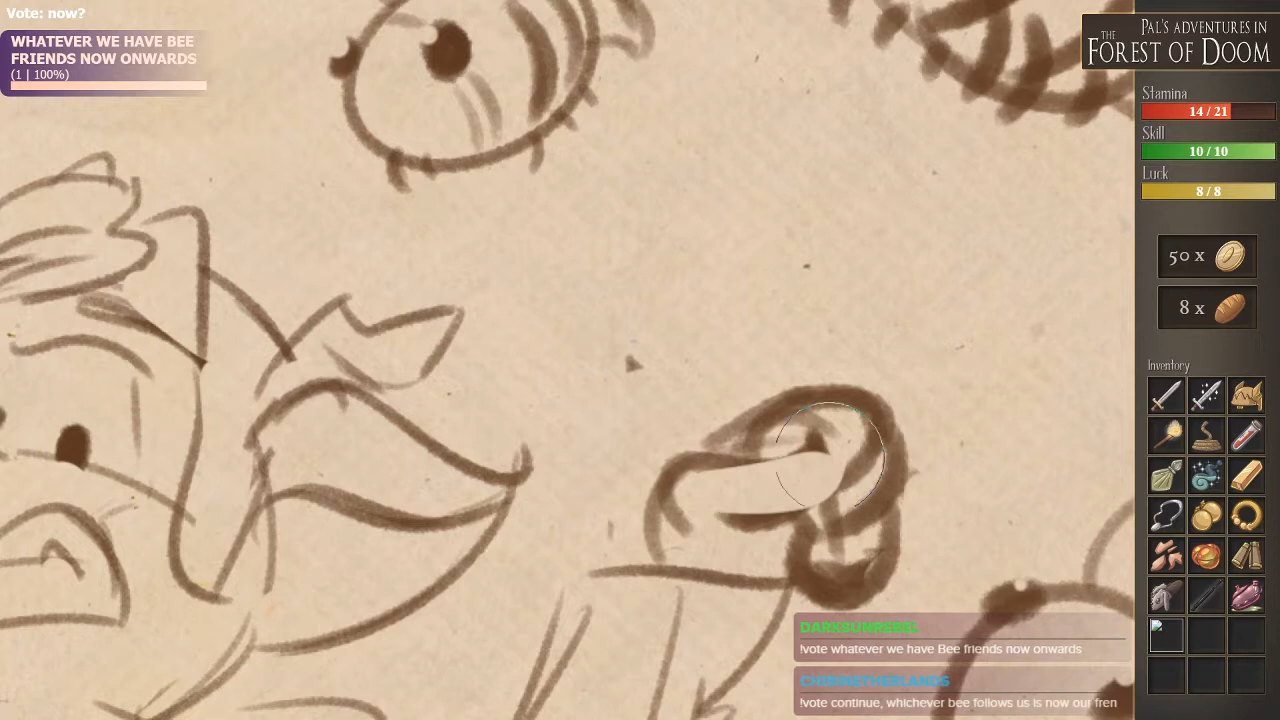 Vote: now?
WHATEVER WE HAVE BEE
FRIENDS NOW ONWARDS
(1 | 100%)
PAL'S ADVENTURES IN
THE FOREST OF DOOM
Stamina
14 / 21
Skill
10 / 10
Luck
8 / 8
50 x
8 x
Inventory
DARKSUNREBEL
!vote whatever we have Bee friends now onwards
CHIBINETHERLANDS
!vote continue, whichever bee follows us is now our fren